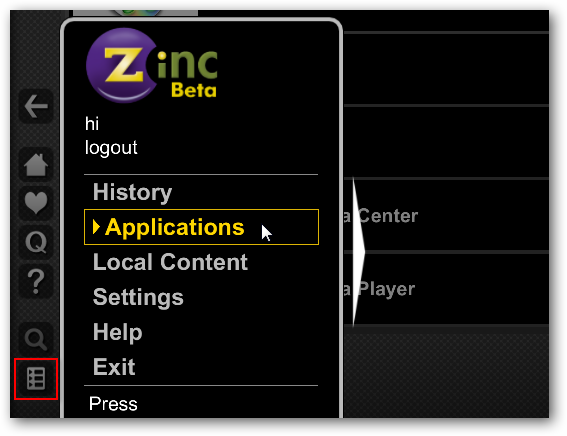 Zinc
Beta
hi
logout
History
Applications
a Center
Local Content
Settings
a Player
Help
Exit
Press
Q
?